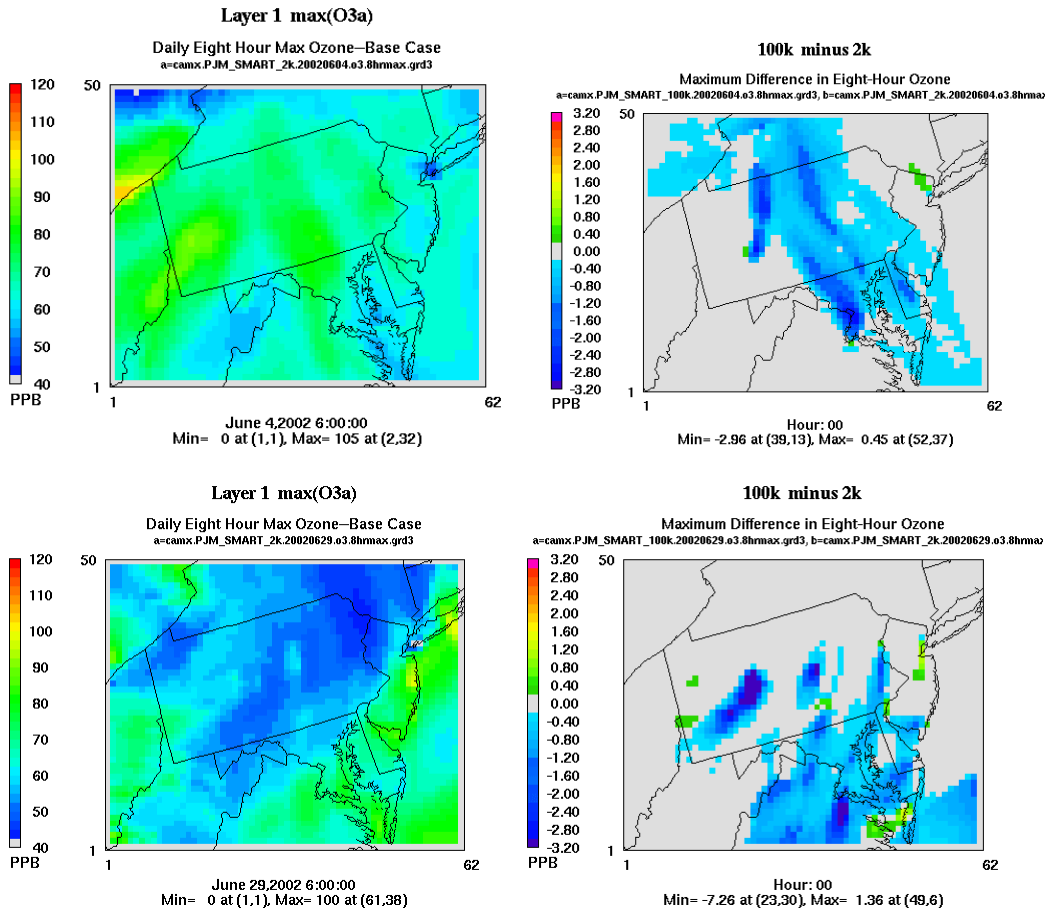 Layer 1 max(O3a)
Daily Eight Hour Max Ozone—Base Case
a=camx.PJM_SMART_2k.20020604.o3.8hrmax.grd3
120
110
100
90
80
70
60
50
40
PPB
50
1
1
62
June 4,2002 6:00:00
Min= 0 at (1,1), Max= 105 at (2,32)
100k minus 2k
Maximum Difference in Eight-Hour Ozone
a=camx.PJM_SMART_100k.20020604.o3.8hrmax.grd3, b=camx.PJM_SMART_2k.20020604.o3.8hrmax
3.20
2.80
2.40
2.00
1.60
1.20
0.80
0.40
0.00
-0.40
-0.80
-1.20
-1.60
-2.00
-2.40
-2.80
-3.20
PPB
50
1
1
62
Hour: 00
Min= -2.96 at (39,13), Max= 0.45 at (52,37)
Layer 1 max(O3a)
Daily Eight Hour Max Ozone—Base Case
a=camx.PJM_SMART_2k.20020629.o3.8hrmax.grd3
120
110
100
90
80
70
60
50
40
PPB
50
1
1
62
June 29,2002 6:00:00
Min= 0 at (1,1), Max= 100 at (61,38)
100k minus 2k
Maximum Difference in Eight-Hour Ozone
a=camx.PJM_SMART_100k.20020629.o3.8hrmax.grd3, b=camx.PJM_SMART_2k.20020629.o3.8hrmax
3.20
2.80
2.40
2.00
1.60
1.20
0.80
0.40
0.00
-0.40
-0.80
-1.20
-1.60
-2.00
-2.40
-2.80
-3.20
PPB
50
1
1
62
Hour: 00
Min= -7.26 at (23,30), Max= 1.36 at (49,6)